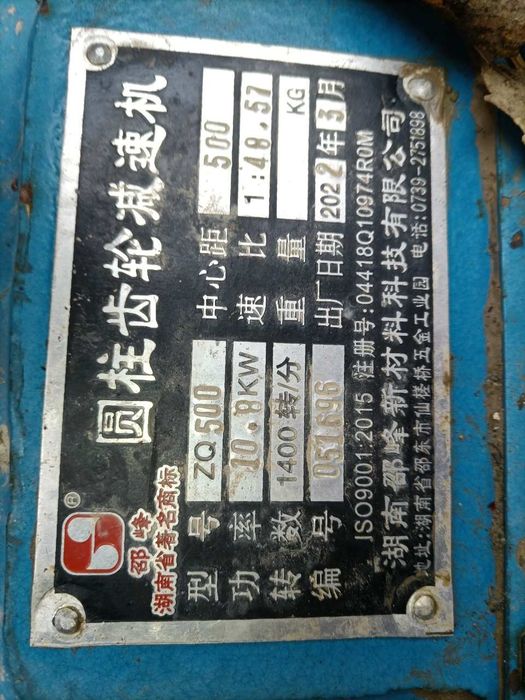 ®
邵峰
湖南省著名商标
圆柱齿轮减速机
型号 ZQ500 中心距 500
功率 10.8KW 速比 1:48.57
转数 1400转/分 重量 KG
编号 051696 出厂日期 2022年3月
ISO9001:2015 注册号:04418Q10974R0M
湖南邵峰新材料科技有限公司
地址:湖南省邵东市仙槎桥五金工业园 电话:0739-2751898